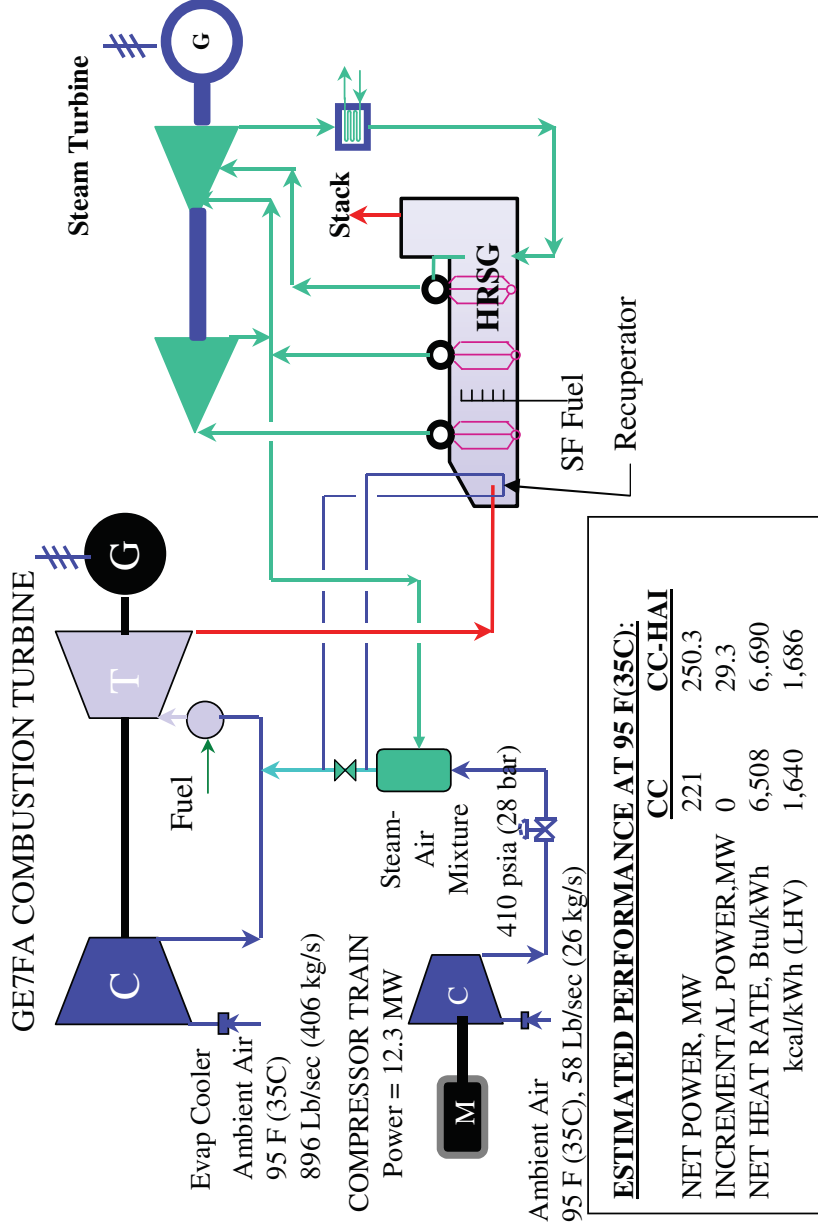 GE7FA COMBUSTION TURBINE
Steam Turbine
G
G
C
T
Fuel
Evap Cooler
Ambient Air
95 F (35C)
896 Lb/sec (406 kg/s)
Stack
HRSG
SF Fuel
Recuperator
COMPRESSOR TRAIN
Power = 12.3 MW
Steam-
Air
Mixture
410 psia (28 bar)
M
C
Ambient Air
95 F (35C), 58 Lb/sec (26 kg/s)
ESTIMATED PERFORMANCE AT 95 F(35C):
CC CC-HAI
NET POWER, MW 221 250.3
INCREMENTAL POWER,MW 0 29.3
NET HEAT RATE, Btu/kWh 6,508 6,.690
kcal/kWh (LHV) 1,640 1,686